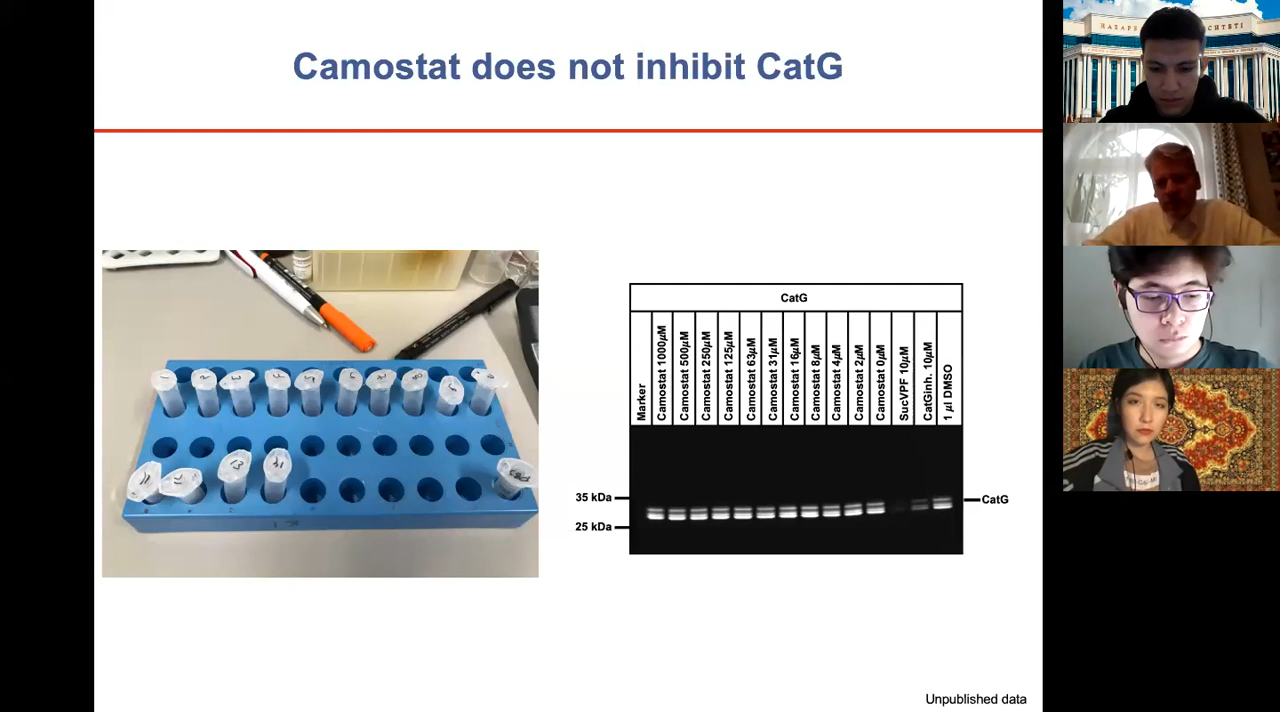 Camostat does not inhibit CatG
CatG
Marker
Camostat 1000µM
Camostat 500µM
Camostat 250µM
Camostat 125µM
Camostat 63µM
Camostat 31µM
Camostat 16µM
Camostat 8µM
Camostat 4µM
Camostat 2µM
Camostat 0µM
SucVPF 10µM
CatGinh. 10µM
1 µl DMSO
35 kDa
25 kDa
CatG
Unpublished data